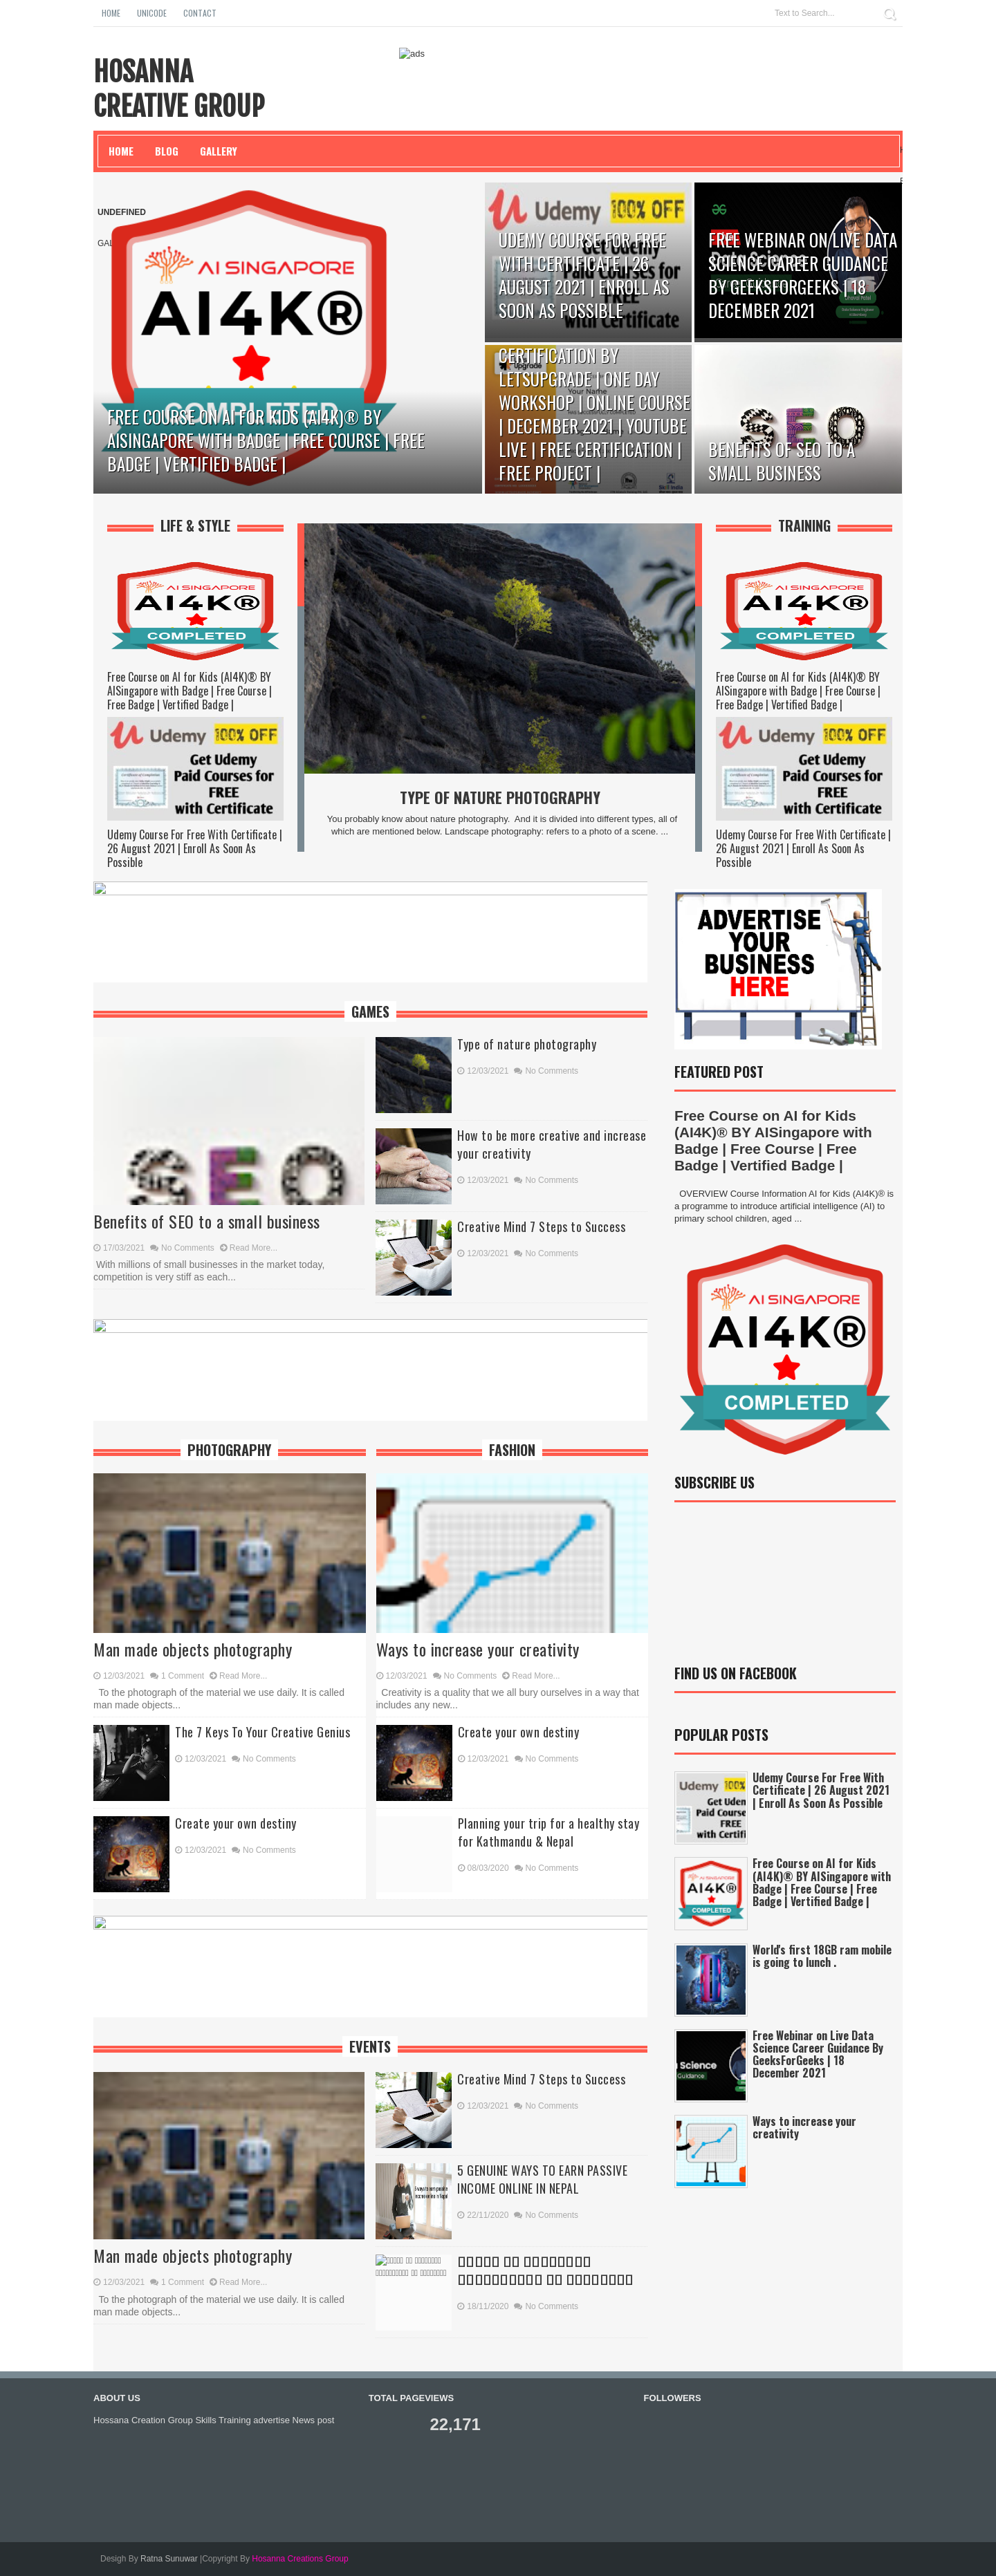 HOME UNICODE CONTACT
Text to Search...
HOSANNA
CREATIVE GROUP
ads
HOME BLOG GALLERY
UNDEFINED
AI SINGAPORE
AI4K®
FREE COURSE ON AI FOR KIDS (AI4K)® BY
AISINGAPORE WITH BADGE | FREE COURSE | FREE
BADGE | VERTIFIED BADGE |
Udemy 100% OFF
UDEMY COURSE FOR FREE
WITH CERTIFICATE | 26
AUGUST 2021 | ENROLL AS
SOON AS POSSIBLE
with Certificate
FREE WEBINAR ON LIVE DATA
SCIENCE CAREER GUIDANCE
BY GEEKSFORGEEKS | 18
DECEMBER 2021
CERTIFICATION BY
LETSUPGRADE | ONE DAY
WORKSHOP | ONLINE COURSE
| DECEMBER 2021 | YOUTUBE
LIVE | FREE CERTIFICATION |
FREE PROJECT |
SEO
BENEFITS OF SEO TO A
SMALL BUSINESS
LIFE & STYLE
AI SINGAPORE
AI4K®
COMPLETED
Free Course on AI for Kids (AI4K)® BY
AISingapore with Badge | Free Course |
Free Badge | Vertified Badge |
Udemy 100% OFF
Get Udemy
Paid Courses for
FREE
with Certificate
Udemy Course For Free With Certificate |
26 August 2021 | Enroll As Soon As
Possible
TYPE OF NATURE PHOTOGRAPHY
You probably know about nature photography.  And it is divided into different types, all of
which are mentioned below. Landscape photography: refers to a photo of a scene. ...
TRAINING
AI SINGAPORE
AI4K®
COMPLETED
Free Course on AI for Kids (AI4K)® BY
AISingapore with Badge | Free Course |
Free Badge | Vertified Badge |
Udemy 100% OFF
Get Udemy
Paid Courses for
FREE
with Certificate
Udemy Course For Free With Certificate |
26 August 2021 | Enroll As Soon As
Possible
GAMES
SEO
Benefits of SEO to a small business
17/03/2021 No Comments Read More...
With millions of small businesses in the market today,
competition is very stiff as each...
Type of nature photography
12/03/2021 No Comments
How to be more creative and increase
your creativity
12/03/2021 No Comments
Creative Mind 7 Steps to Success
12/03/2021 No Comments
PHOTOGRAPHY
Man made objects photography
12/03/2021 1 Comment Read More...
To the photograph of the material we use daily. It is called
man made objects...
The 7 Keys To Your Creative Genius
12/03/2021 No Comments
Create your own destiny
12/03/2021 No Comments
FASHION
Ways to increase your creativity
12/03/2021 No Comments Read More...
Creativity is a quality that we all bury ourselves in a way that
includes any new...
Create your own destiny
12/03/2021 No Comments
Planning your trip for a healthy stay
for Kathmandu & Nepal
08/03/2020 No Comments
EVENTS
Man made objects photography
12/03/2021 1 Comment Read More...
To the photograph of the material we use daily. It is called
man made objects...
Creative Mind 7 Steps to Success
12/03/2021 No Comments
5 GENUINE WAYS TO EARN PASSIVE
INCOME ONLINE IN NEPAL
22/11/2020 No Comments
18/11/2020 No Comments
ADVERTISE
YOUR
BUSINESS
HERE
FEATURED POST
Free Course on AI for Kids
(AI4K)® BY AISingapore with
Badge | Free Course | Free
Badge | Vertified Badge |
OVERVIEW Course Information AI for Kids (AI4K)® is
a programme to introduce artificial intelligence (AI) to
primary school children, aged ...
AI SINGAPORE
AI4K®
COMPLETED
SUBSCRIBE US
FIND US ON FACEBOOK
POPULAR POSTS
Udemy Course For Free With
Certificate | 26 August 2021
| Enroll As Soon As Possible
Free Course on AI for Kids
(AI4K)® BY AISingapore with
Badge | Free Course | Free
Badge | Vertified Badge |
World's first 18GB ram mobile
is going to lunch .
Free Webinar on Live Data
Science Career Guidance By
GeeksForGeeks | 18
December 2021
Ways to increase your
creativity
ABOUT US
Hossana Creation Group Skills Training advertise News post
TOTAL PAGEVIEWS
22,171
FOLLOWERS
Desigh By Ratna Sunuwar |Copyright By Hosanna Creations Group